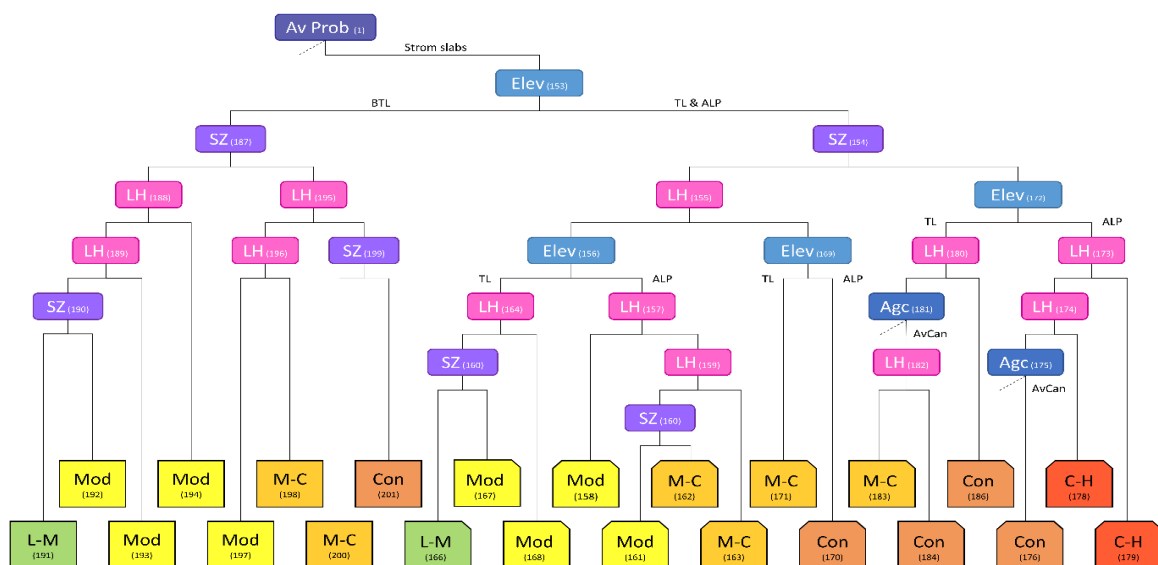 Av Prob (1)
Strom slabs
Elev (153)
BTL
TL & ALP
SZ (187)
SZ (154)
LH (188)
LH (195)
LH (155)
Elev (172)
TL
ALP
LH (189)
LH (196)
SZ (199)
Elev (156)
Elev (169)
LH (180)
LH (173)
TL
ALP
TL
ALP
SZ (190)
LH (164)
LH (157)
Agc (181)
LH (174)
AvCan
SZ (160)
LH (159)
LH (182)
Agc (175)
AvCan
SZ (160)
Mod (192)
Mod (194)
M-C (198)
Con (201)
Mod (167)
Mod (158)
M-C (162)
M-C (171)
M-C (183)
Con (186)
C-H (178)
L-M (191)
Mod (193)
Mod (197)
M-C (200)
L-M (166)
Mod (168)
Mod (161)
M-C (163)
Con (170)
Con (184)
Con (176)
C-H (179)